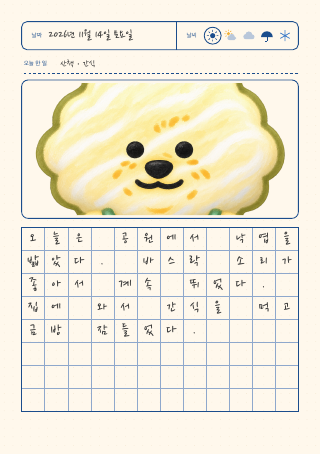 날짜 2026년 11월 14일 토요일 날씨
오늘 한 일 산책, 간식
오늘은 공원에서 낙엽을
밟았다. 바스락 소리가
좋아서 계속 뛰었다.
집에 와서 간식을 먹고
금방 잠들었다.